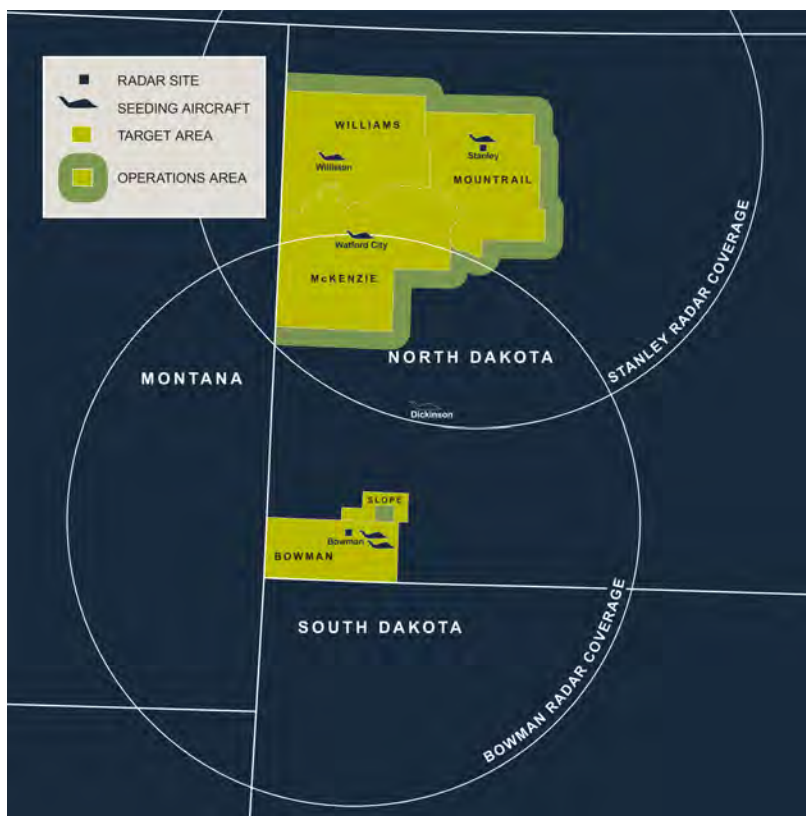 RADAR SITE
SEEDING AIRCRAFT
TARGET AREA
OPERATIONS AREA
WILLIAMS
Williston
Stanley
MOUNTRAIL
Watford City
McKENZIE
STANLEY RADAR COVERAGE
NORTH DAKOTA
MONTANA
Dickinson
SLOPE
Bowman
BOWMAN
SOUTH DAKOTA
BOWMAN RADAR COVERAGE